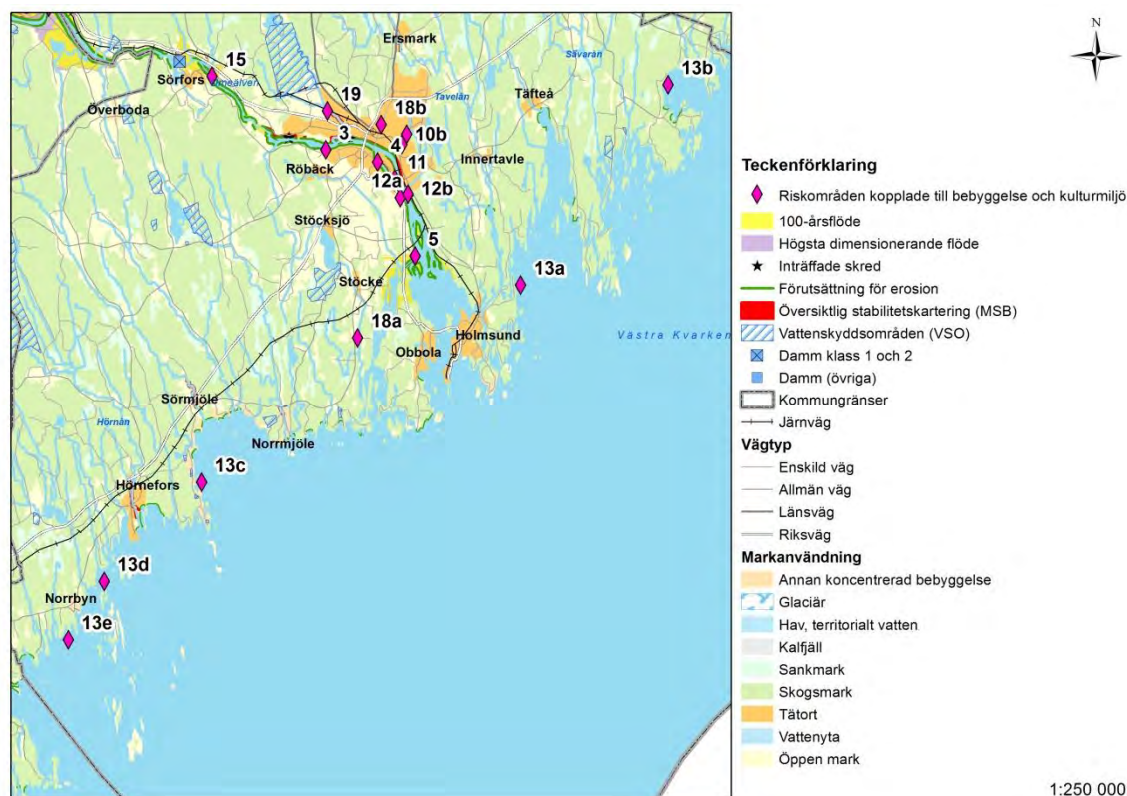 N
Ersmark
Sävarån
13b
15
Sörfors
Umeälven
Tavelån
Täfteå
Överboda
19
18b
10b
3
4
Röbäck
11
Innertavle
12a
12b
Stöcksjö
5
Stöcke
13a
18a
Holmsund
Västra Kvarken
Obbola
Sörmjöle
Hörnån
Norrmjöle
13c
Hörnefors
13d
Norrbyn
13e
Teckenförklaring
Riskområden kopplade till bebyggelse och kulturmiljö
100-årsflöde
Högsta dimensionerande flöde
Inträffade skred
Förutsättning för erosion
Översiktlig stabilitetskartering (MSB)
Vattenskyddsområden (VSO)
Damm klass 1 och 2
Damm (övriga)
Kommungränser
Järnväg
Vägtyp
Enskild väg
Allmän väg
Länsväg
Riksväg
Markanvändning
Annan koncentrerad bebyggelse
Glaciär
Hav, territorialt vatten
Kalfjäll
Sankmark
Skogsmark
Tätort
Vattenyta
Öppen mark
1:250 000